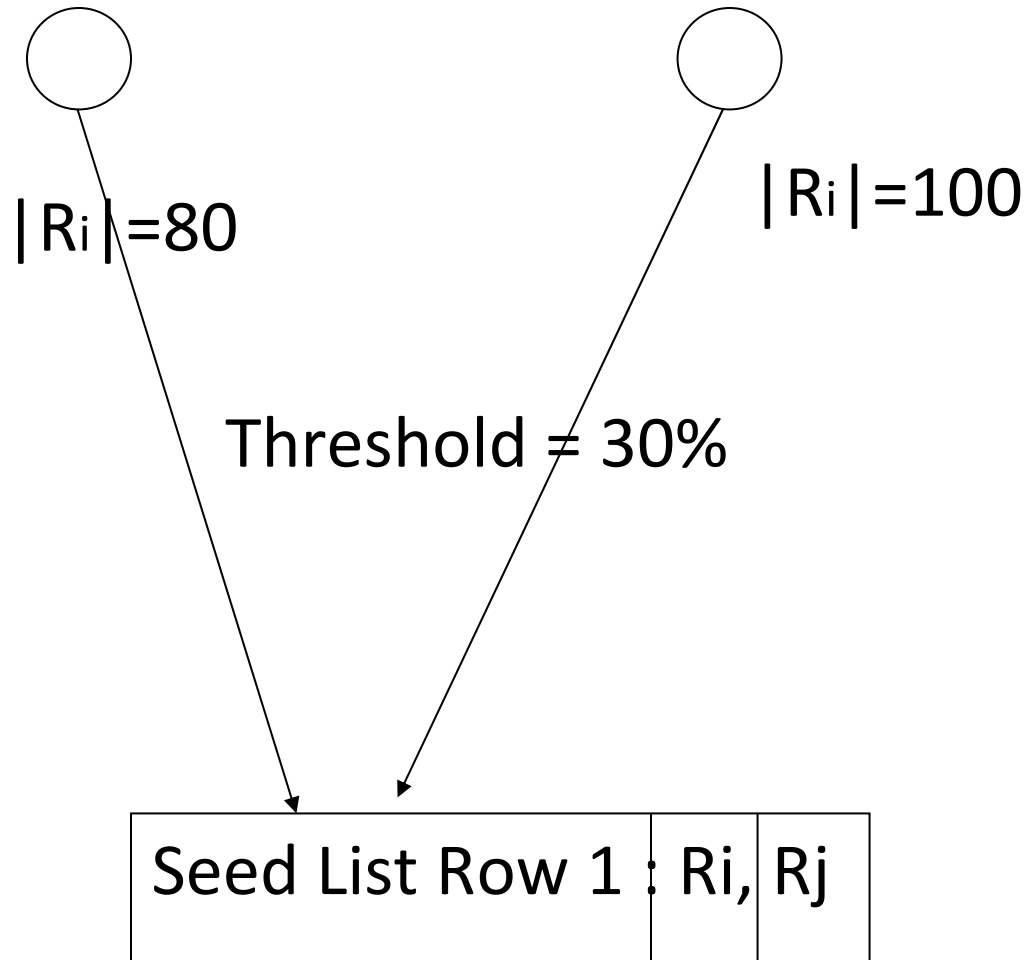 |Ri|=80
|Ri|=100
Threshold = 30%
Seed List Row 1 : Ri, Rj